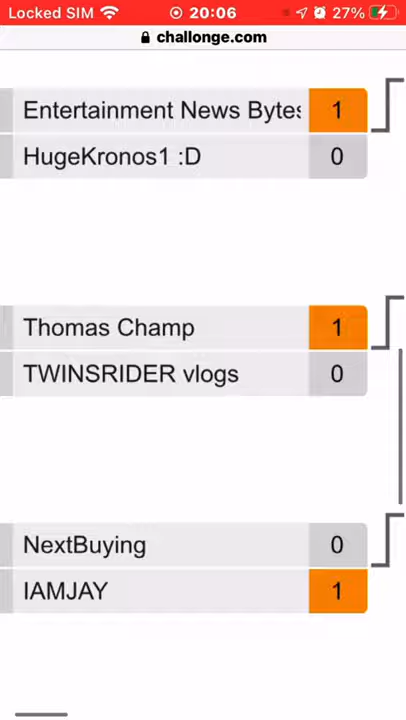 Locked SIM 20:06 27%
challonge.com
Entertainment News Bytes 1
HugeKronos1 :D 0
Thomas Champ 1
TWINSRIDER vlogs 0
NextBuying 0
IAMJAY 1